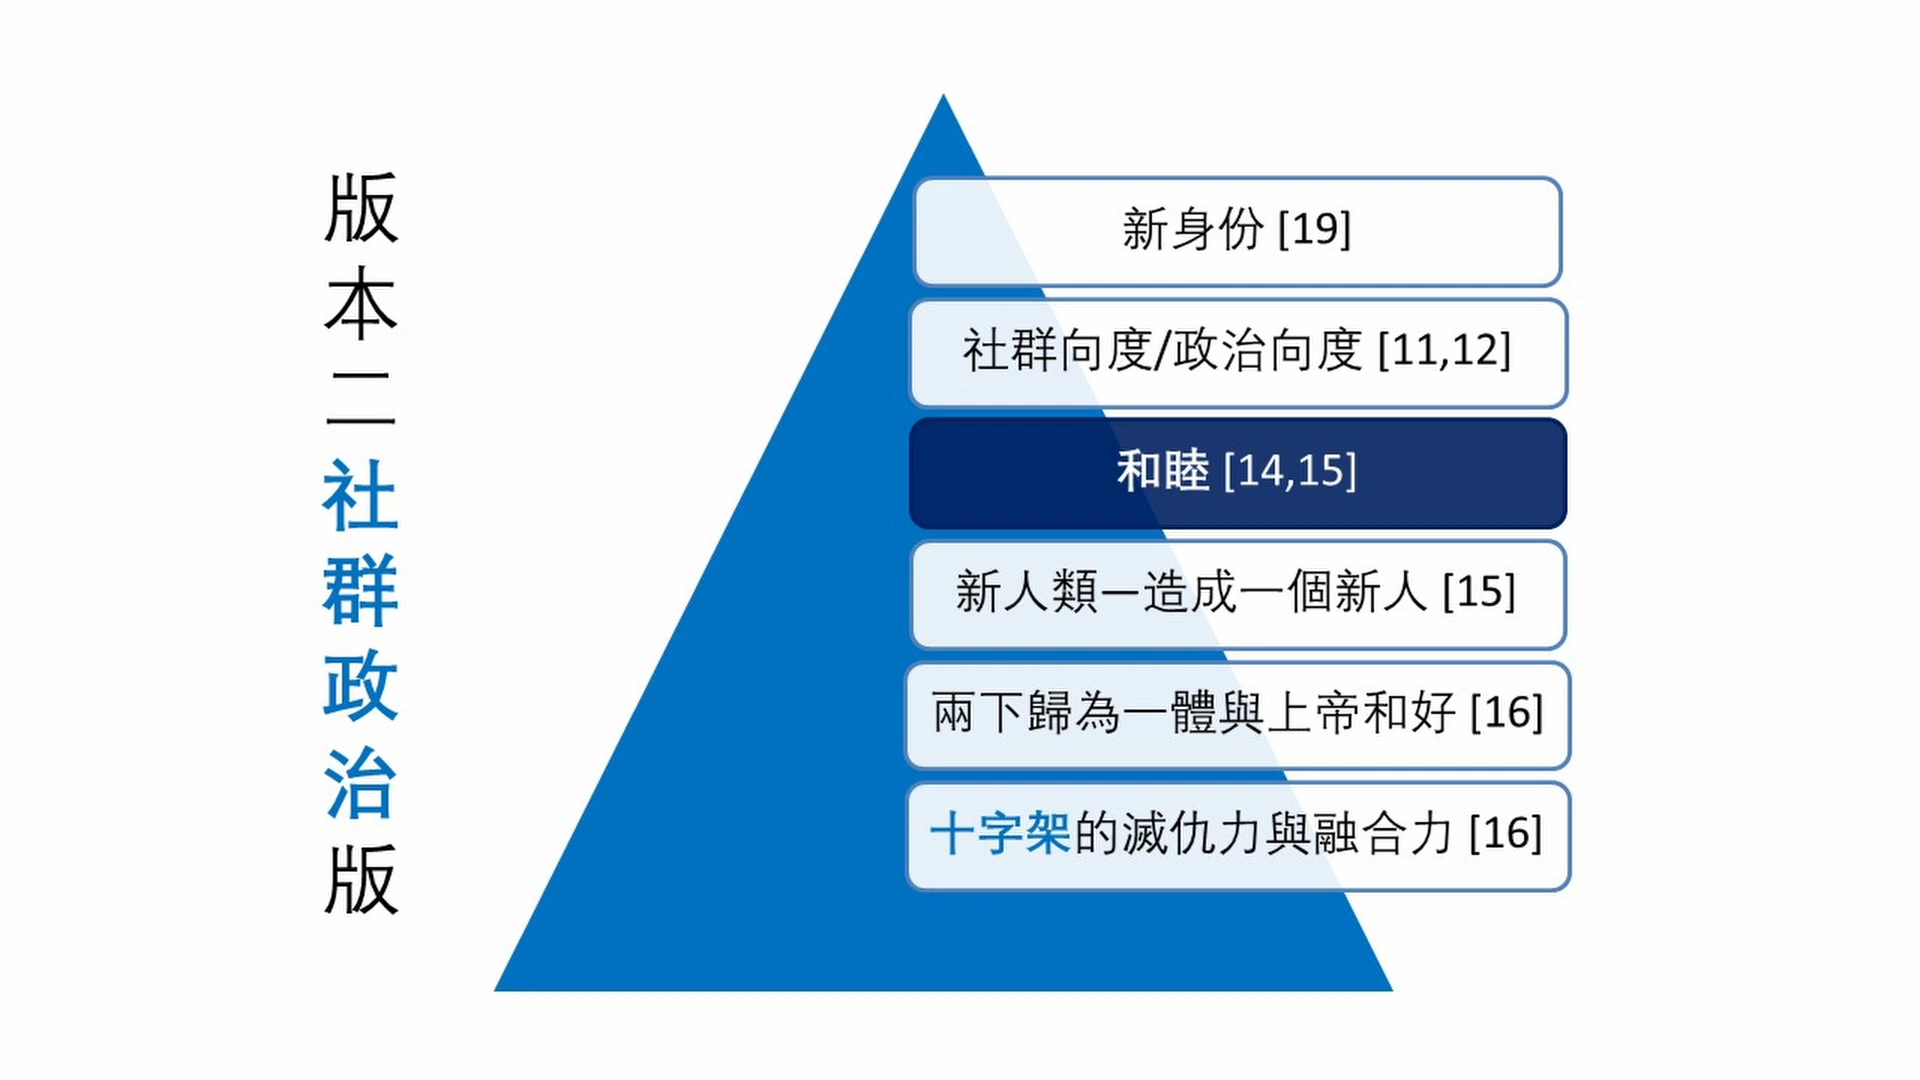 版本二社群政治版
新身份 [19]
社群向度/政治向度 [11,12]
和睦 [14,15]
新人類—造成一個新人 [15]
兩下歸為一體與上帝和好 [16]
十字架的滅仇力與融合力 [16]